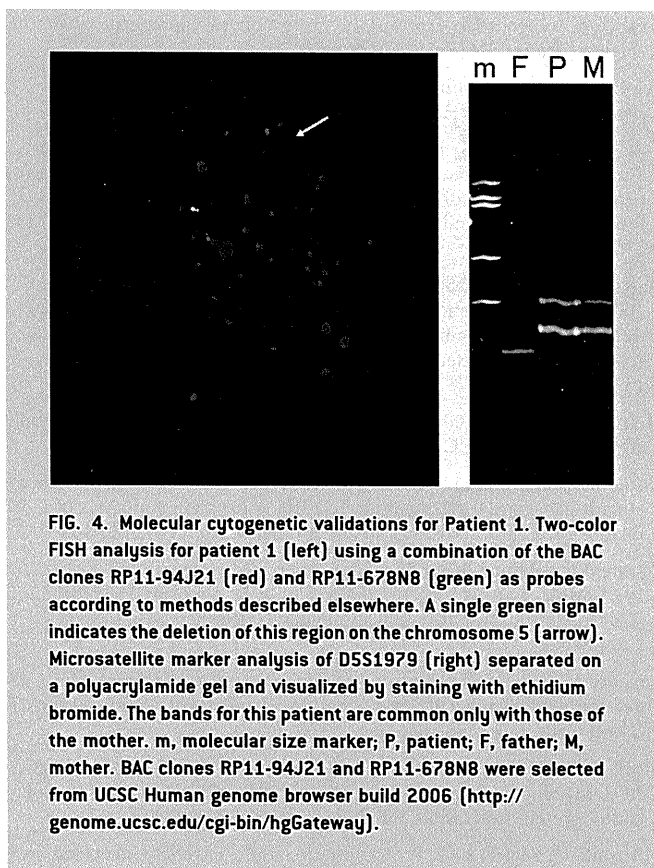 m F P M
FIG. 4. Molecular cytogenetic validations for Patient 1. Two-color
FISH analysis for patient 1 (left) using a combination of the BAC
clones RP11-94J21 (red) and RP11-678N8 (green) as probes
according to methods described elsewhere. A single green signal
indicates the deletion of this region on the chromosome 5 (arrow).
Microsatellite marker analysis of D5S1979 (right) separated on
a polyacrylamide gel and visualized by staining with ethidium
bromide. The bands for this patient are common only with those of
the mother. m, molecular size marker; P, patient; F, father; M,
mother. BAC clones RP11-94J21 and RP11-678N8 were selected
from UCSC Human genome browser build 2006 (http://
genome.ucsc.edu/cgi-bin/hgGateway).